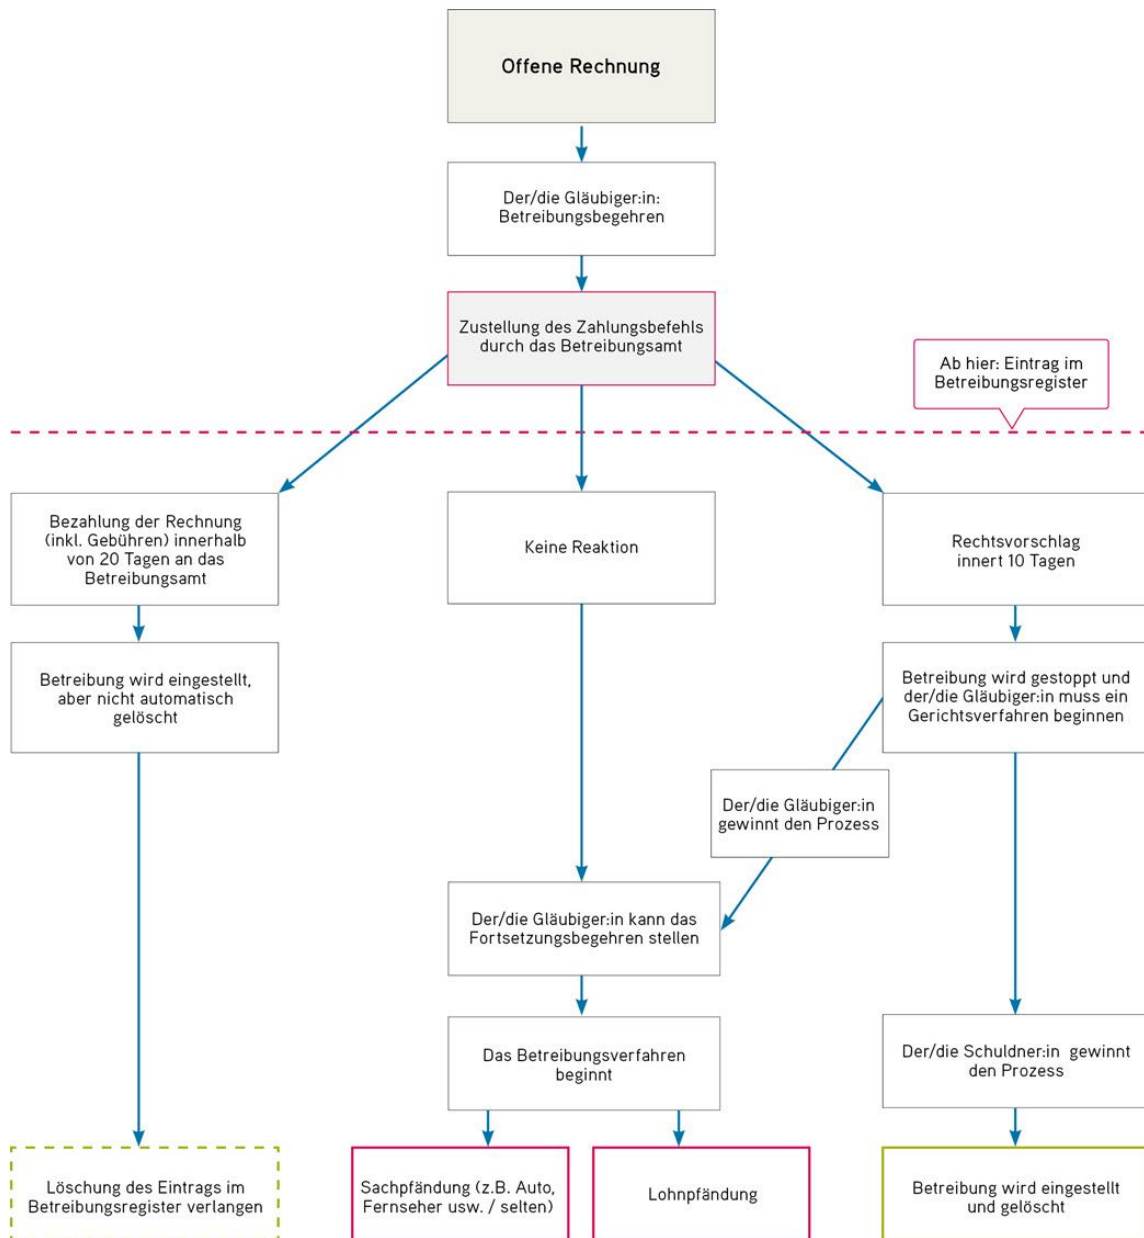 Offene Rechnung
Der/die Gläubiger:in:
Betreibungsbegehren
Zustellung des Zahlungsbefehls
durch das Betreibungsamt
Ab hier: Eintrag im
Betreibungsregister
Bezahlung der Rechnung
(inkl. Gebühren) innerhalb
von 20 Tagen an das
Betreibungsamt
Keine Reaktion
Rechtsvorschlag
innert 10 Tagen
Betreibung wird eingestellt,
aber nicht automatisch
gelöscht
Betreibung wird gestoppt und
der/die Gläubiger:in muss ein
Gerichtsverfahren beginnen
Der/die Gläubiger:in
gewinnt den Prozess
Der/die Gläubiger:in kann das
Fortsetzungsbegehren stellen
Das Betreibungsverfahren
beginnt
Der/die Schuldner:in gewinnt
den Prozess
Löschung des Eintrags im
Betreibungsregister verlangen
Sachpfändung (z.B. Auto,
Fernseher usw. / selten)
Lohnpfändung
Betreibung wird eingestellt
und gelöscht